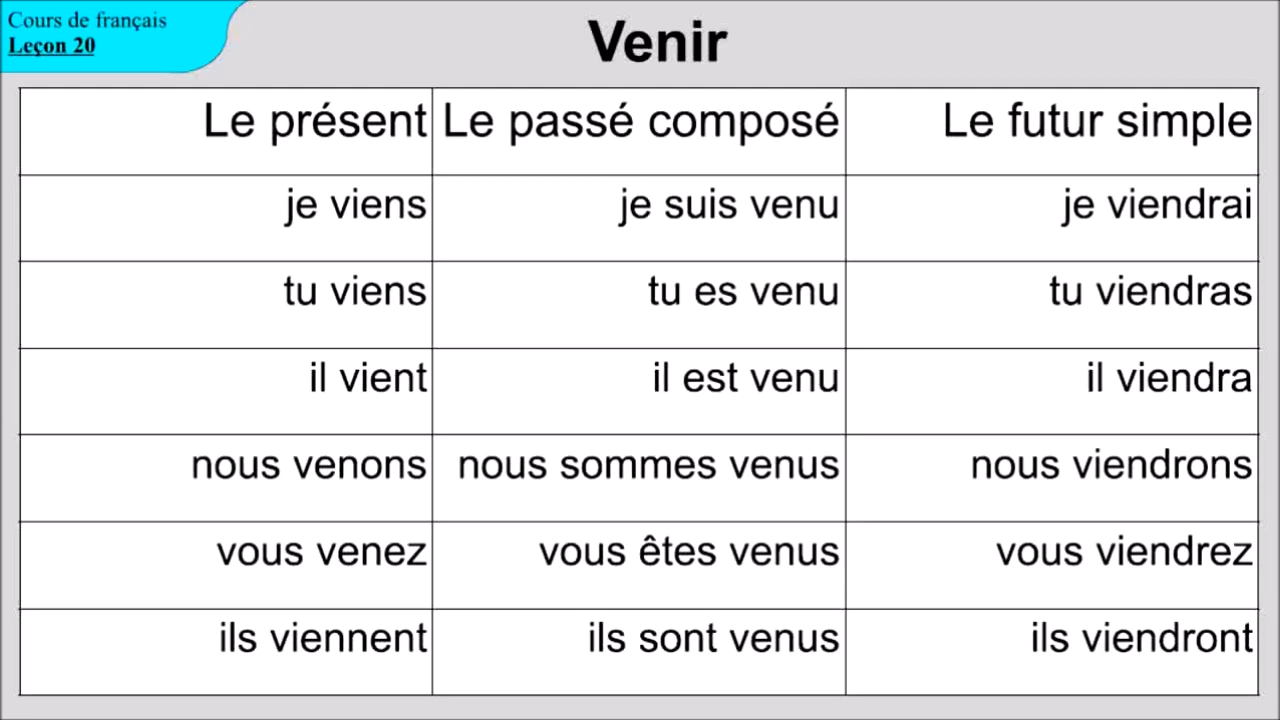 Cours de français
Leçon 20
Venir
Le présent Le passé composé Le futur simple
je viens je suis venu je viendrai
tu viens tu es venu tu viendras
il vient il est venu il viendra
nous venons nous sommes venus nous viendrons
vous venez vous êtes venus vous viendrez
ils viennent ils sont venus ils viendront